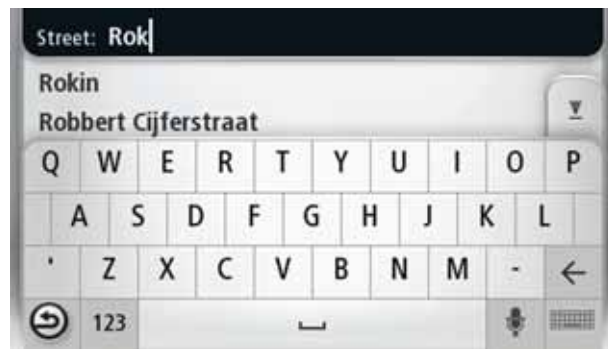 Street: Rok
Rokin
Robbert Cijferstraat
Q W E R T Y U I O P
A S D F G H J K L
' Z X C V B N M - ←
123